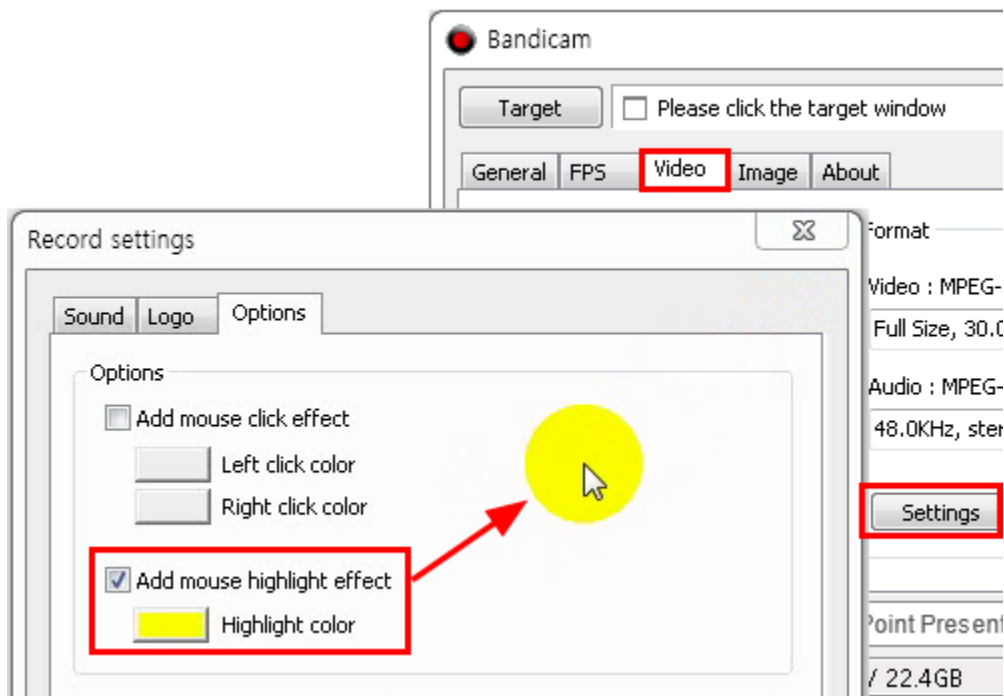 Bandicam
Target
Please click the target window
General FPS Video Image About
Record settings
Sound Logo Options
Options
Add mouse click effect
Left click color
Right click color
Add mouse highlight effect
Highlight color
Format
Video : MPEG-
Full Size, 30.0
Audio : MPEG-
48.0KHz, ster
Settings
Point Present
/ 22.4GB